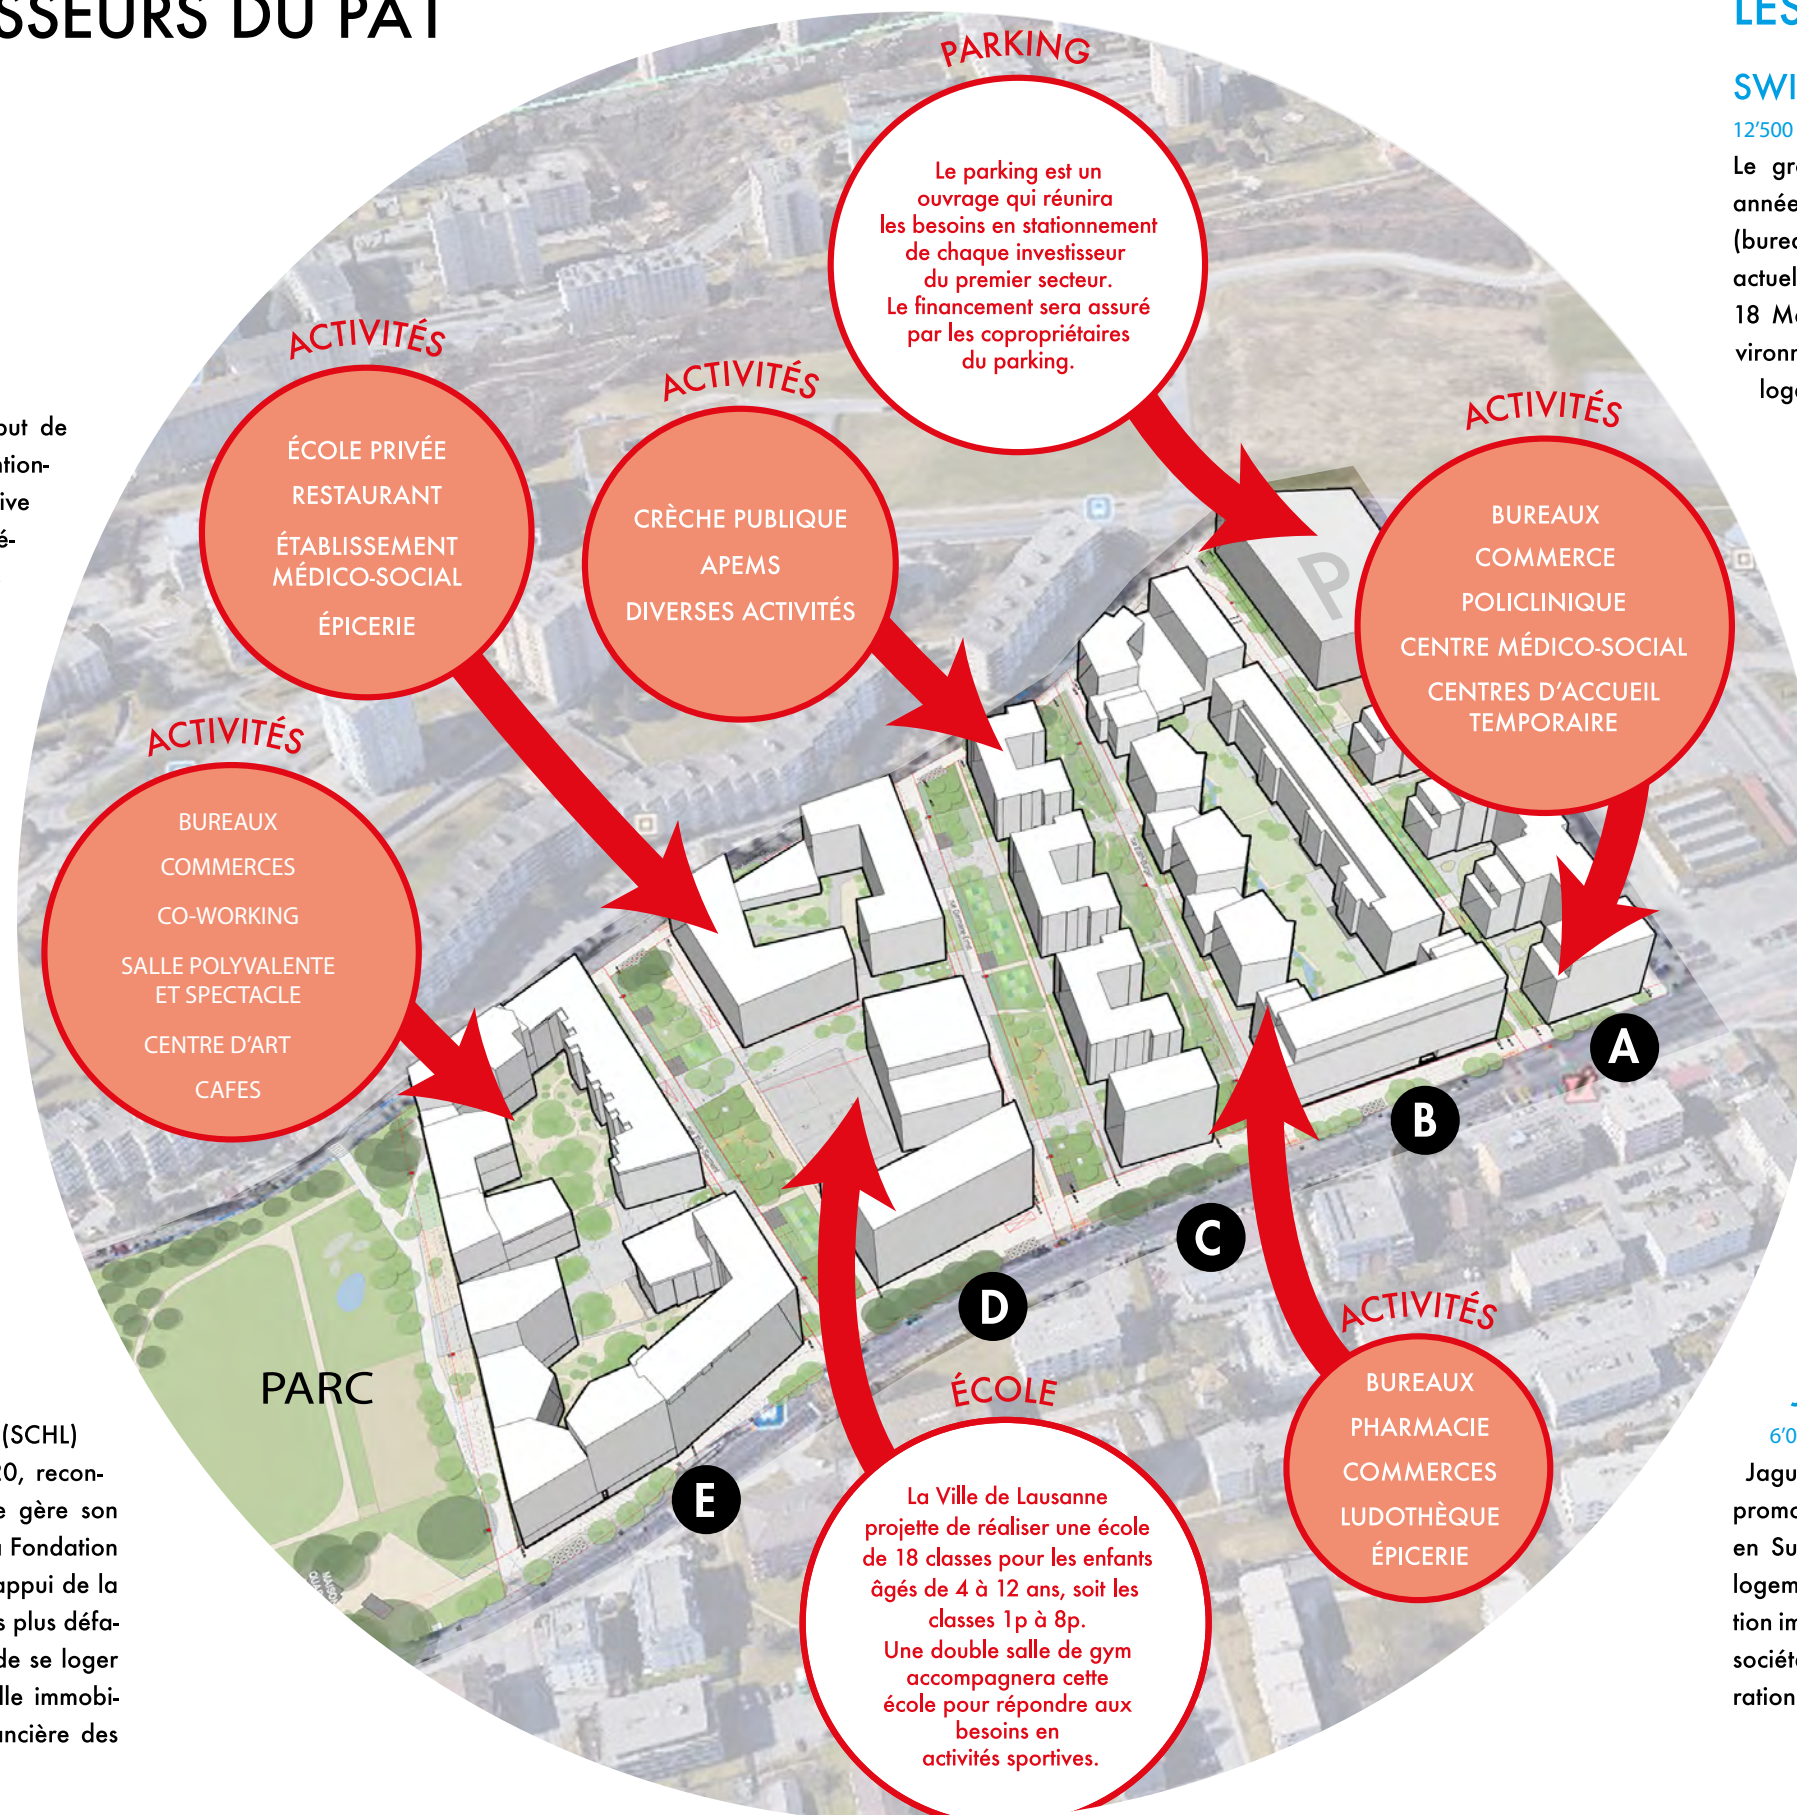 SSEURS DU PAT
LES
PARKING
SWI
12'500
Le parking est un
ouvrage qui réunira
les besoins en stationnement
de chaque investisseur
du premier secteur.
Le financement sera assuré
par les copropriétaires
du parking.
Le gr
année
(burea
actuel
18 M
vironn
loge
ACTIVITÉS
ÉCOLE PRIVÉE
RESTAURANT
ÉTABLISSEMENT
MÉDICO-SOCIAL
ÉPICERIE
ACTIVITÉS
CRÈCHE PUBLIQUE
APEMS
DIVERSES ACTIVITÉS
ACTIVITÉS
BUREAUX
COMMERCE
POLICLINIQUE
CENTRE MÉDICO-SOCIAL
CENTRES D'ACCUEIL
TEMPORAIRE
out de
ntion-
ive
é-
P
ACTIVITÉS
BUREAUX
COMMERCES
CO-WORKING
SALLE POLYVALENTE
ET SPECTACLE
CENTRE D'ART
CAFES
A
B
C
D
E
PARC
ACTIVITÉS
BUREAUX
PHARMACIE
COMMERCES
LUDOTHÈQUE
ÉPICERIE
ÉCOLE
La Ville de Lausanne
projette de réaliser une école
de 18 classes pour les enfants
âgés de 4 à 12 ans, soit les
classes 1p à 8p.
Une double salle de gym
accompagnera cette
école pour répondre aux
besoins en
activités sportives.
(SCHL)
20, recon-
e gère son
a Fondation
appui de la
s plus défa-
de se loger
lle immobi-
ancière des
6'0
Jagu
promo
en Su
logem
tion im
société
ration